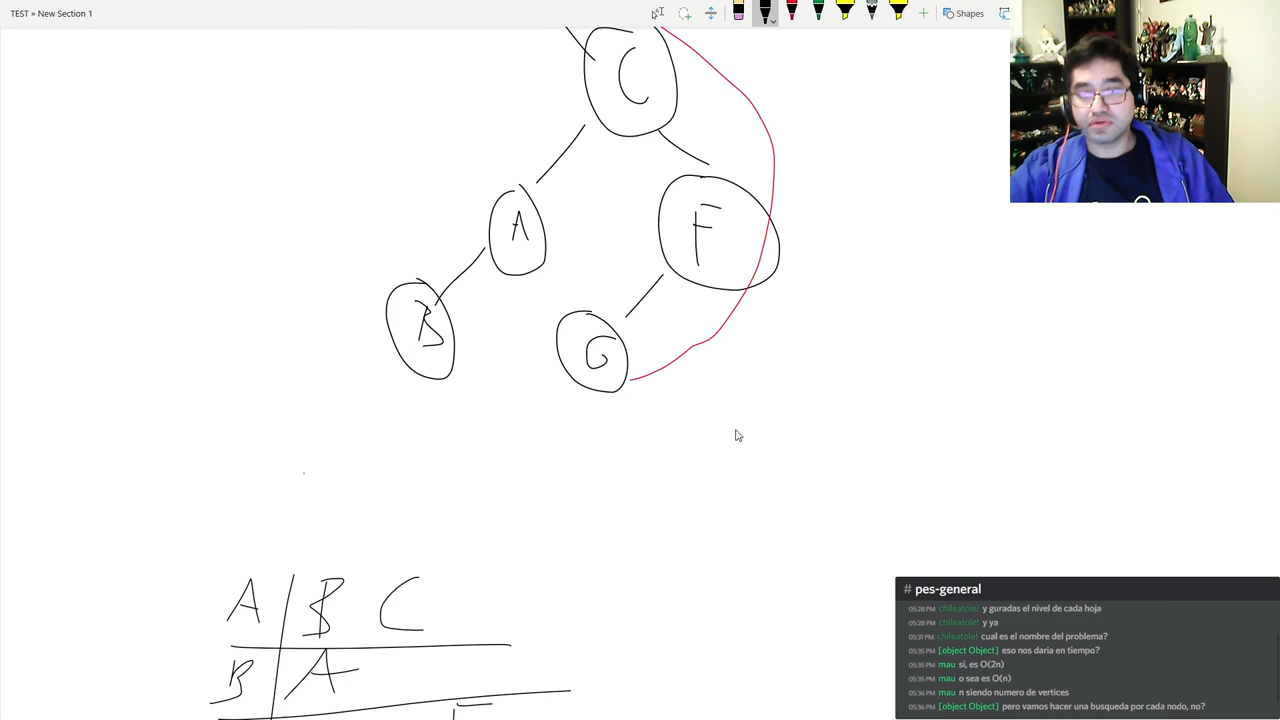 TEST » New Section 1
Shapes
C
A
F
B
G
A B C
B A
F
# pes-general
05:28 PM chileatole! y guradas el nivel de cada hoja
05:28 PM chileatole! y ya
05:31 PM chileatole! cual es el nombre del problema?
05:35 PM [object Object] eso nos daria en tiempo?
05:35 PM mau si, es O(2n)
05:35 PM mau o sea es O(n)
05:36 PM mau n siendo numero de vertices
05:36 PM [object Object] pero vamos hacer una busqueda por cada nodo, no?